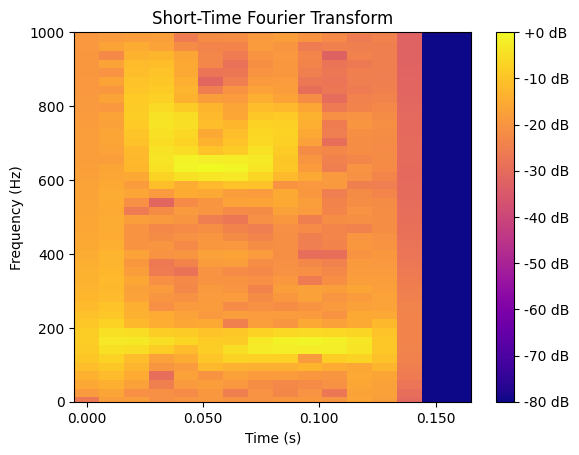 Short-Time Fourier Transform
1000
800
600
400
200
0
Frequency (Hz)
0.000
0.050
0.100
0.150
Time (s)
+0 dB
-10 dB
-20 dB
-30 dB
-40 dB
-50 dB
-60 dB
-70 dB
-80 dB